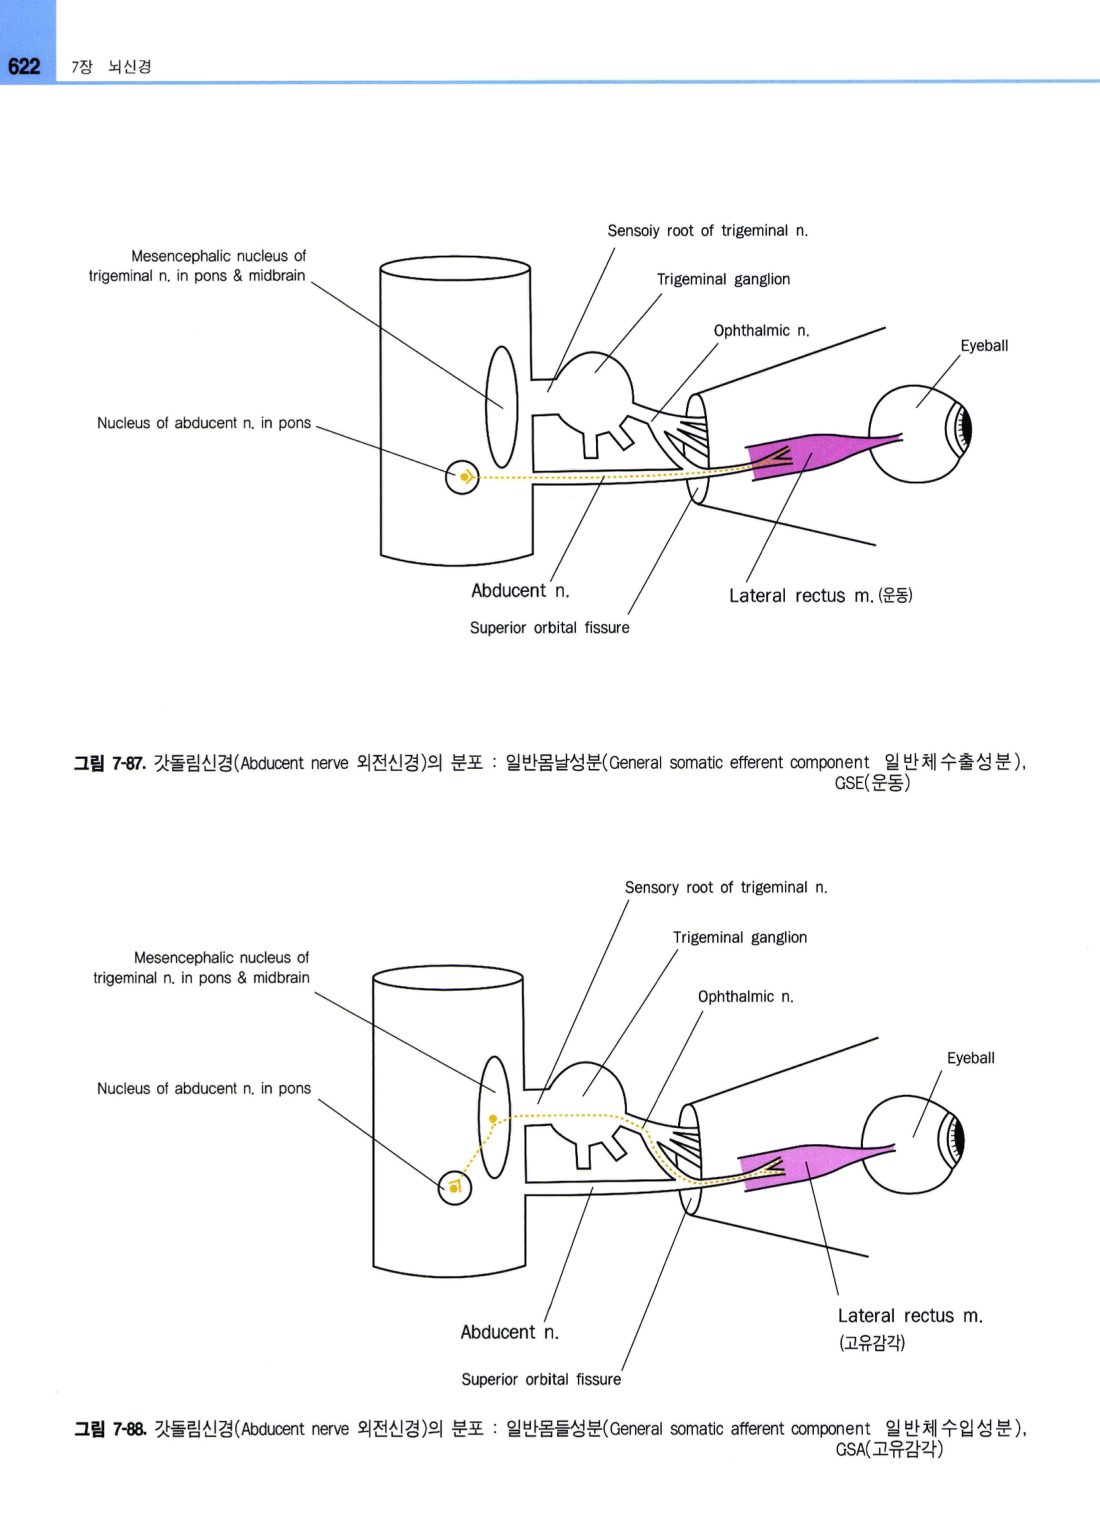 622
7장 뇌신경
Sensoiy root of trigeminal n.
Mesencephalic nucleus of
trigeminal n. in pons & midbrain
Trigeminal ganglion
Ophthalmic n.
Eyeball
Nucleus of abducent n. in pons
Abducent n.
Lateral rectus m. (운동)
Superior orbital fissure
그림 7-87. 갓돌림신경(Abducent nerve 외전신경)의 분포 : 일반몸날성분(General somatic efferent component 일반체수출성분),
GSE(운동)
Sensory root of trigeminal n.
Trigeminal ganglion
Mesencephalic nucleus of
trigeminal n. in pons & midbrain
Ophthalmic n.
Eyeball
Nucleus of abducent n. in pons
Lateral rectus m.
(고유감각)
Abducent n.
Superior orbital fissure
그림 7-88. 갓돌림신경(Abducent nerve 외전신경)의 분포 : 일반몸들성분(General somatic afferent component 일반체수입성분),
GSA(고유감각)